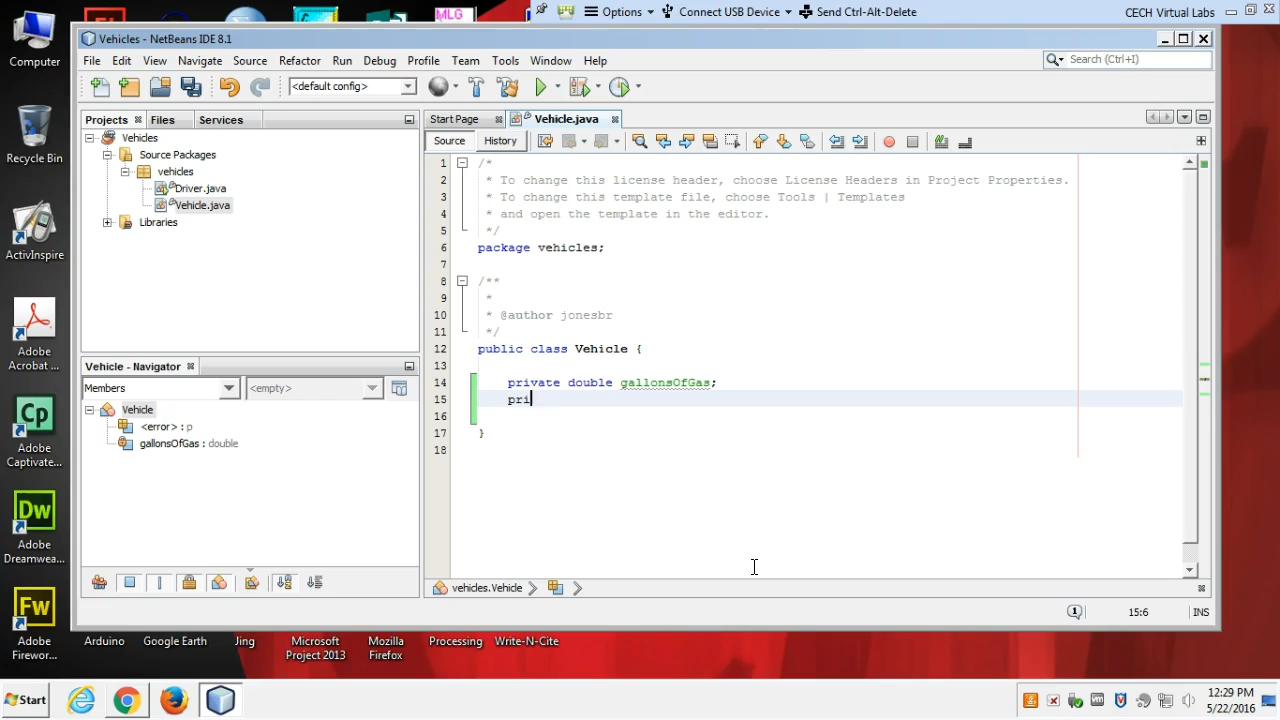 MLG
Options
Connect USB Device
Send Ctrl-Alt-Delete
CEHL Virtual Labs
Computer
Recycle Bin
ActivInspire
Adobe
Acrobat ...
Adobe
Captivate...
Adobe
Dreamwea...
Adobe
Firewor...
Vehicles - NetBeans IDE 8.1
File Edit View Navigate Source Refactor Run Debug Profile Team Tools Window Help
Search (Ctrl+I)
<default config>
Projects Files Services
Vehicles
Source Packages
vehicles
Driver.java
Vehicle.java
Libraries
Vehicle - Navigator
Members <empty>
Vehicle
<error> : p
gallonsOfGas : double
Start Page Vehicle.java
Source History
1 /*
2 * To change this license header, choose License Headers in Project Properties.
3 * To change this template file, choose Tools | Templates
4 * and open the template in the editor.
5 */
6 package vehicles;
7
8 /**
9 *
10 * @author jonesbr
11 */
12 public class Vehicle {
13
14 private double gallonsOfGas;
15 pri
16
17 }
18
vehicles.Vehicle
15:6 INS
Arduino
Google Earth
Jing
Microsoft
Project 2013
Mozilla
Firefox
Processing
Write-N-Cite
Start
12:29 PM
5/22/2016